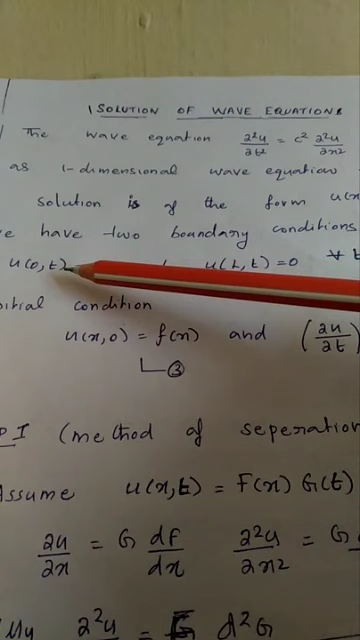 SOLUTION OF WAVE EQUATION
The wave equation ∂²u/∂t² = c² ∂²u/∂x²
as 1-dimensional wave equation
solution is of the form u(x
have two boundary conditions
u(0,t) u(L,t) = 0 ∀ t
condition
u(x,0) = f(x) and (∂u/∂t)
③
I (method of seperation
Assume u(x,t) = F(x) G(t)
∂u/∂x = G dF/dx ∂²u/∂x² = G
∂²u = d²G